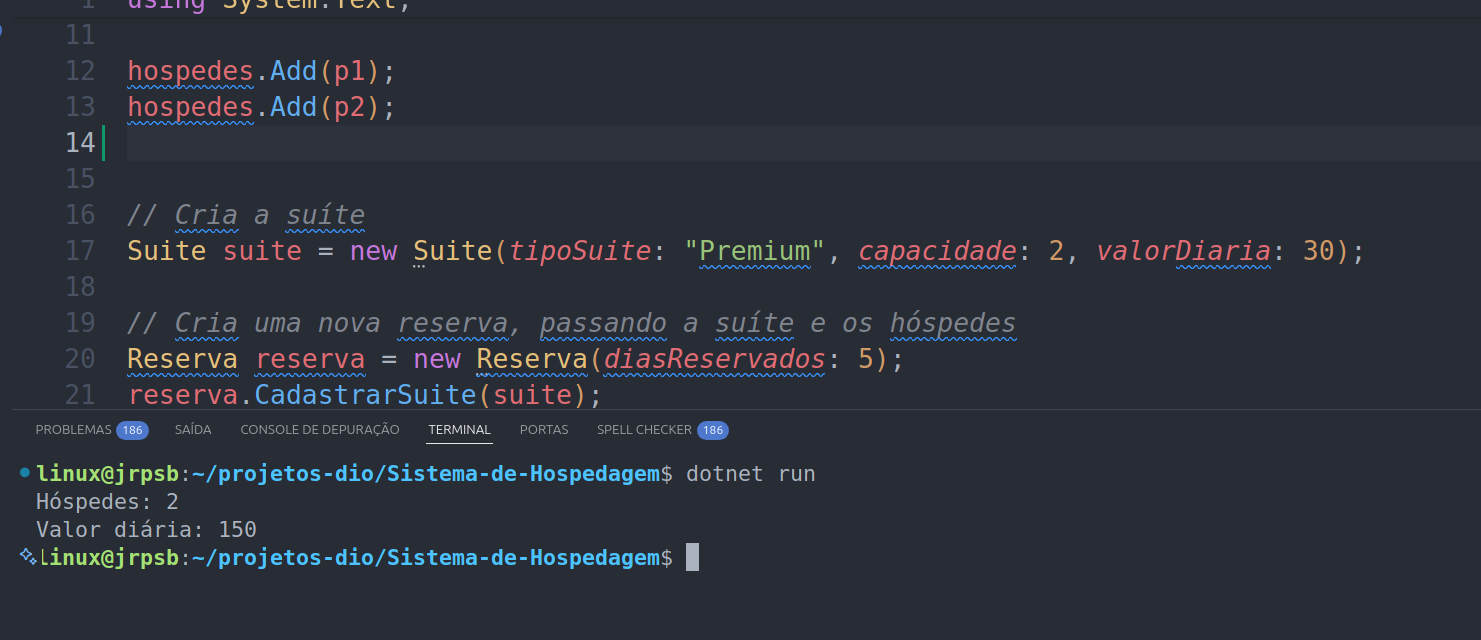 1 using System.Text;
11
12 hospedes.Add(p1);
13 hospedes.Add(p2);
14
15
16 // Cria a suíte
17 Suite suite = new Suite(tipoSuite: "Premium", capacidade: 2, valorDiaria: 30);
18
19 // Cria uma nova reserva, passando a suíte e os hóspedes
20 Reserva reserva = new Reserva(diasReservados: 5);
21 reserva.CadastrarSuite(suite);
PROBLEMAS 186 SAÍDA CONSOLE DE DEPURAÇÃO TERMINAL PORTAS SPELL CHECKER 186
linux@jrpsb:~/projetos-dio/Sistema-de-Hospedagem$ dotnet run
Hóspedes: 2
Valor diária: 150
linux@jrpsb:~/projetos-dio/Sistema-de-Hospedagem$